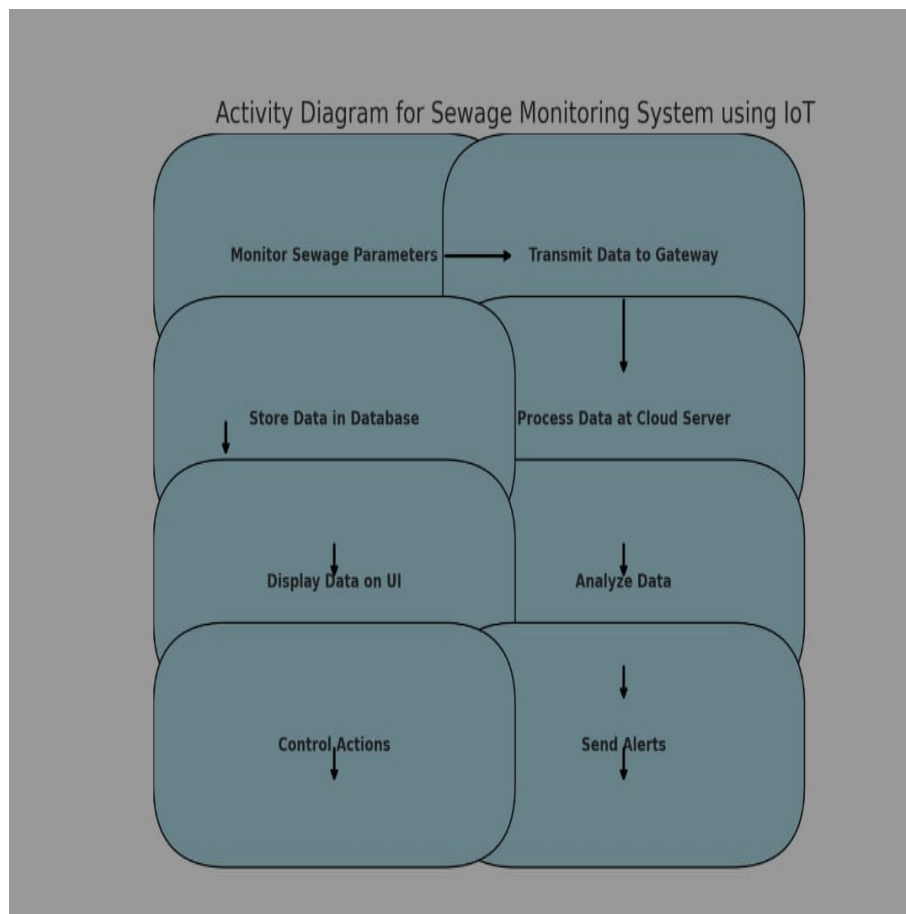 Activity Diagram for Sewage Monitoring System using IoT
Monitor Sewage Parameters
Transmit Data to Gateway
Store Data in Database
Process Data at Cloud Server
Display Data on UI
Analyze Data
Control Actions
Send Alerts